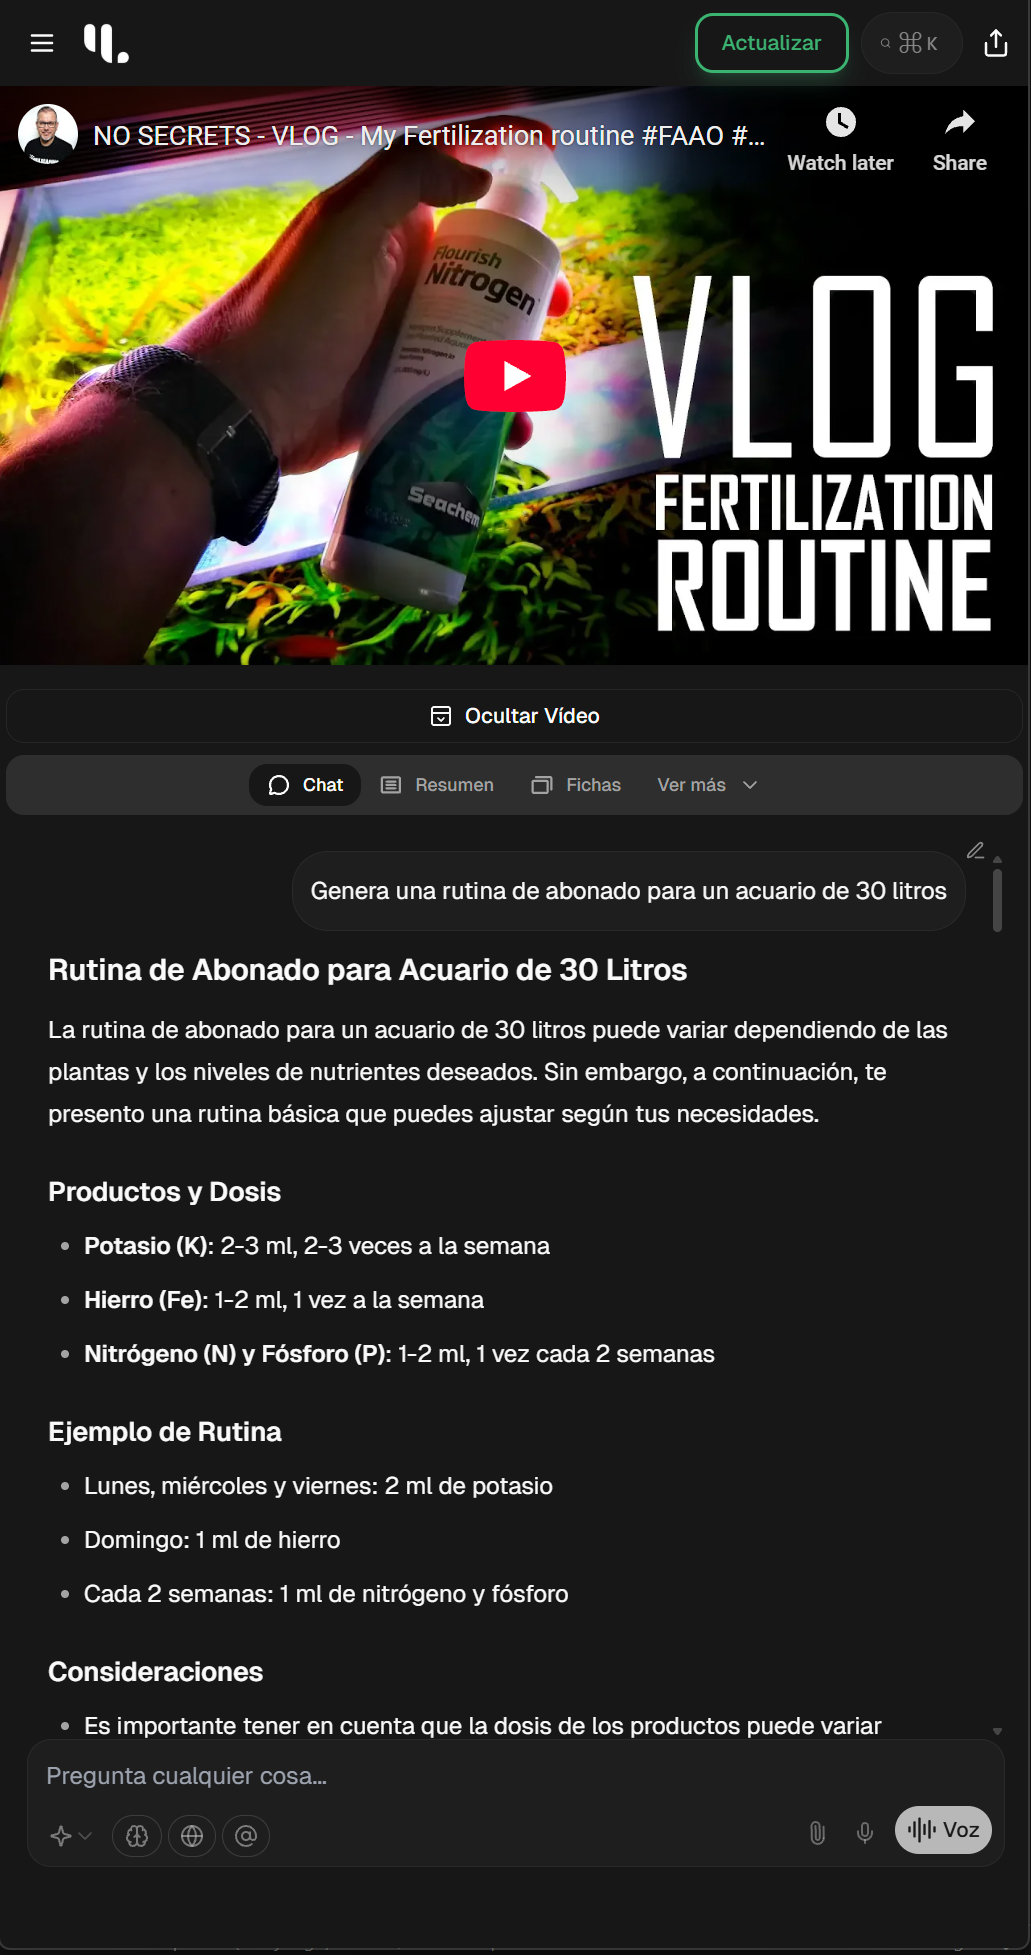 Actualizar
⌘ K
NO SECRETS - VLOG - My Fertilization routine #FAAO #...
Watch later
Share
Flourish
Nitrogen
Seachem
VLOG
FERTILIZATION
ROUTINE
Ocultar Vídeo
Chat
Resumen
Fichas
Ver más
Genera una rutina de abonado para un acuario de 30 litros
Rutina de Abonado para Acuario de 30 Litros
La rutina de abonado para un acuario de 30 litros puede variar dependiendo de las
plantas y los niveles de nutrientes deseados. Sin embargo, a continuación, te
presento una rutina básica que puedes ajustar según tus necesidades.
Productos y Dosis
• Potasio (K): 2-3 ml, 2-3 veces a la semana
• Hierro (Fe): 1-2 ml, 1 vez a la semana
• Nitrógeno (N) y Fósforo (P): 1-2 ml, 1 vez cada 2 semanas
Ejemplo de Rutina
• Lunes, miércoles y viernes: 2 ml de potasio
• Domingo: 1 ml de hierro
• Cada 2 semanas: 1 ml de nitrógeno y fósforo
Consideraciones
• Es importante tener en cuenta que la dosis de los productos puede variar
Pregunta cualquier cosa...
Voz